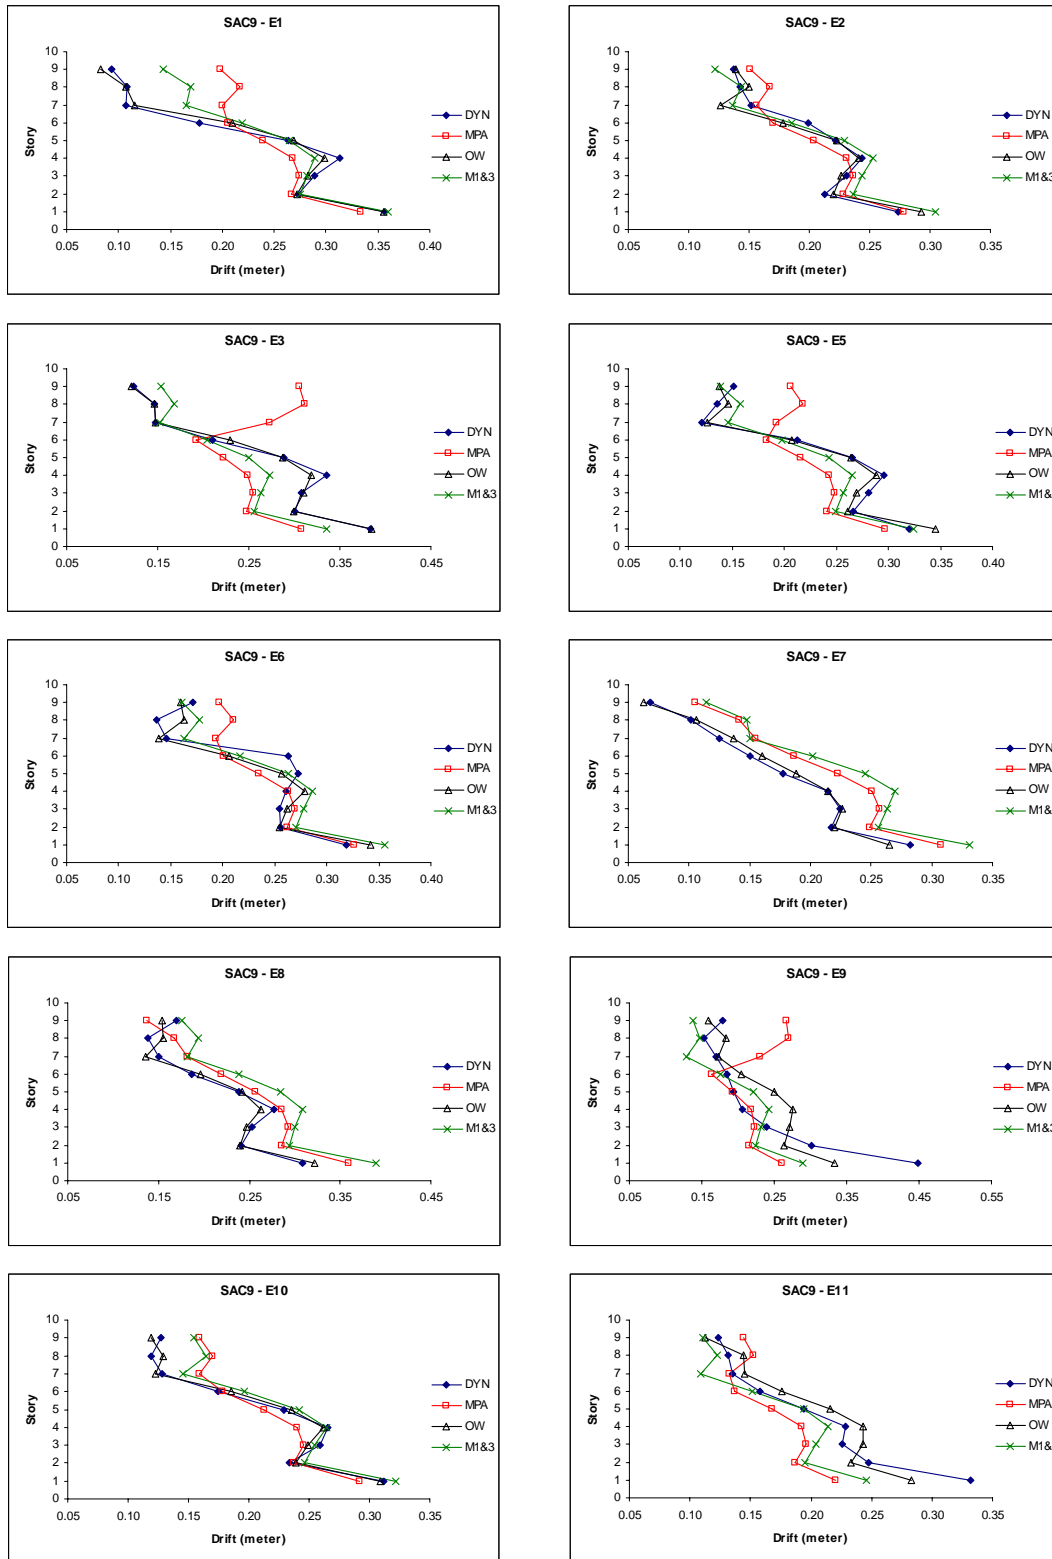 SAC9 - E1
10
9
8
7
6
5
4
3
2
1
0
Story
0.05 0.10 0.15 0.20 0.25 0.30 0.35 0.40
Drift (meter)
DYN
MPA
OW
M1&3
SAC9 - E2
10
9
8
7
6
5
4
3
2
1
0
Story
0.05 0.10 0.15 0.20 0.25 0.30 0.35
Drift (meter)
DYN
MPA
OW
M1&3
SAC9 - E3
10
9
8
7
6
5
4
3
2
1
0
Story
0.05 0.15 0.25 0.35 0.45
Drift (meter)
DYN
MPA
OW
M1&3
SAC9 - E5
10
9
8
7
6
5
4
3
2
1
0
Story
0.05 0.10 0.15 0.20 0.25 0.30 0.35 0.40
Drift (meter)
DYN
MPA
OW
M1&3
SAC9 - E6
10
9
8
7
6
5
4
3
2
1
0
Story
0.05 0.10 0.15 0.20 0.25 0.30 0.35 0.40
Drift (meter)
DYN
MPA
OW
M1&3
SAC9 - E7
10
9
8
7
6
5
4
3
2
1
0
Story
0.05 0.10 0.15 0.20 0.25 0.30 0.35
Drift (meter)
DYN
MPA
OW
M1&
SAC9 - E8
10
9
8
7
6
5
4
3
2
1
0
Story
0.05 0.15 0.25 0.35 0.45
Drift (meter)
DYN
MPA
OW
M1&3
SAC9 - E9
10
9
8
7
6
5
4
3
2
1
0
Story
0.05 0.15 0.25 0.35 0.45 0.55
Drift (meter)
DYN
MPA
OW
M1&3
SAC9 - E10
10
9
8
7
6
5
4
3
2
1
0
Story
0.05 0.10 0.15 0.20 0.25 0.30 0.35
Drift (meter)
DYN
MPA
OW
M1&3
SAC9 - E11
10
9
8
7
6
5
4
3
2
1
0
Story
0.05 0.10 0.15 0.20 0.25 0.30 0.35
Drift (meter)
DYN
MPA
OW
M1&